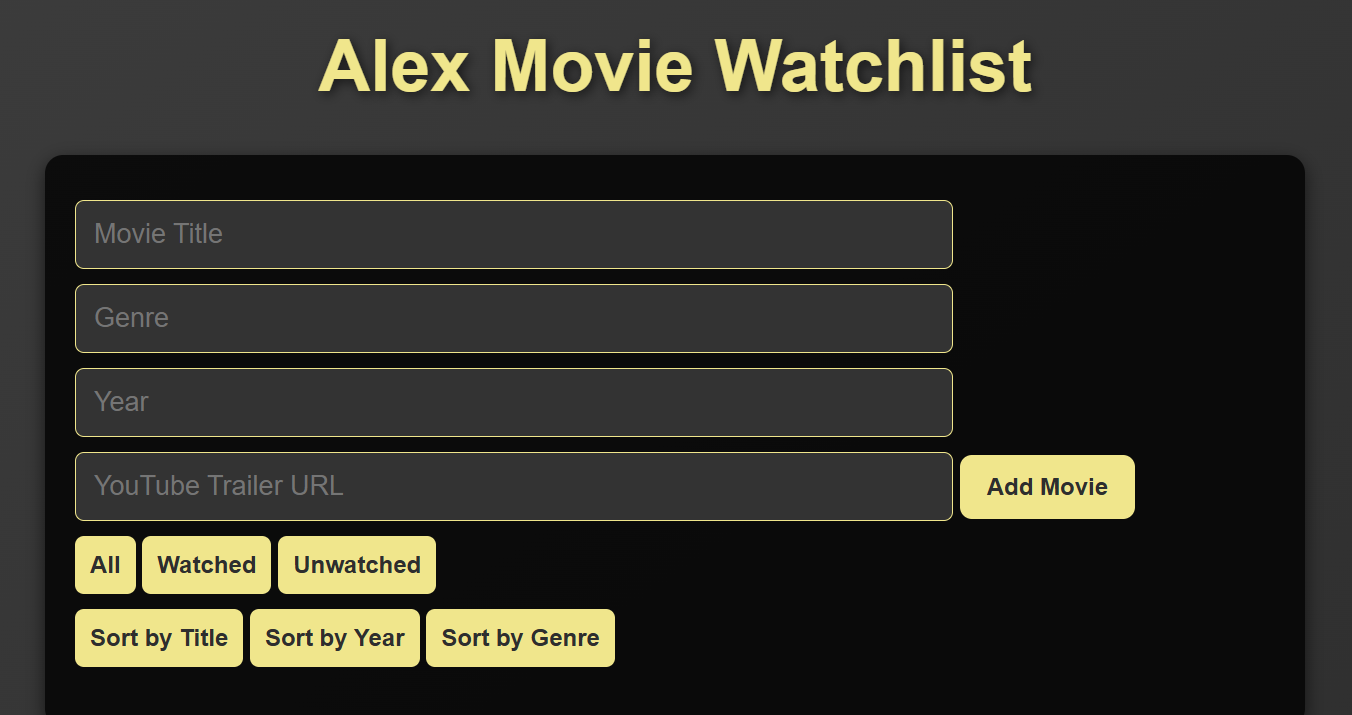 Alex Movie Watchlist
Movie Title
Genre
Year
YouTube Trailer URL Add Movie
All Watched Unwatched
Sort by Title Sort by Year Sort by Genre